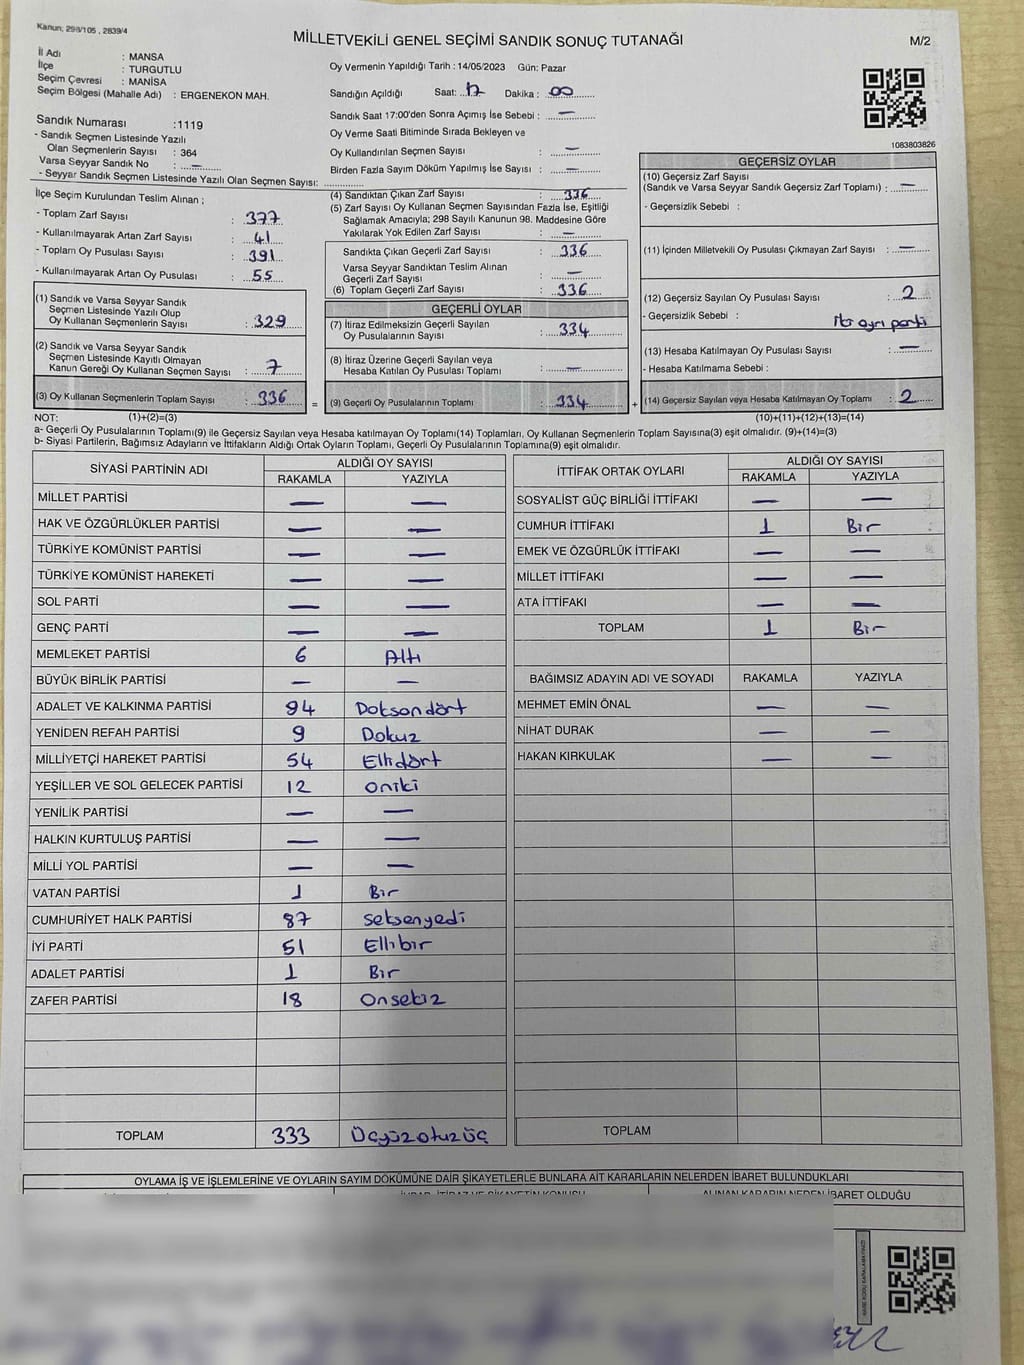 Kanun; 298/105 , 2839/4
MİLLETVEKİLİ GENEL SEÇİMİ SANDIK SONUÇ TUTANAĞI
M/2
İl Adı : MANSA
İlçe : TURGUTLU
Seçim Çevresi : MANİSA
Seçim Bölgesi (Mahalle Adı) : ERGENEKON MAH.
Sandık Numarası :1119
- Sandık Seçmen Listesinde Yazılı
Olan Seçmenlerin Sayısı : 364
Varsa Seyyar Sandık No : —
- Seyyar Sandık Seçmen Listesinde Yazılı Olan Seçmen Sayısı:
İlçe Seçim Kurulundan Teslim Alınan ;
- Toplam Zarf Sayısı : 377
- Kullanılmayarak Artan Zarf Sayısı : 41
- Toplam Oy Pusulası Sayısı : 391
- Kullanılmayarak Artan Oy Pusulası : 55
(1) Sandık ve Varsa Seyyar Sandık
Seçmen Listesinde Yazılı Olup
Oy Kullanan Seçmenlerin Sayısı : 329
(2) Sandık ve Varsa Seyyar Sandık
Seçmen Listesinde Kayıtlı Olmayan
Kanun Gereği Oy Kullanan Seçmen Sayısı : 7
(3) Oy Kullanan Seçmenlerin Toplam Sayısı : 336
Oy Vermenin Yapıldığı Tarih : 14/05/2023 Gün: Pazar
Sandığın Açıldığı Saat: 17 Dakika : 00
Sandık Saat 17:00'den Sonra Açımış İse Sebebi : —
Oy Verme Saati Bitiminde Sırada Bekleyen ve
Oy Kullandırılan Seçmen Sayısı : —
Birden Fazla Sayım Döküm Yapılmış İse Sayısı : —
(4) Sandıktan Çıkan Zarf Sayısı : 336
(5) Zarf Sayısı Oy Kullanan Seçmen Sayısından Fazla İse, Eşitliği
Sağlamak Amacıyla; 298 Sayılı Kanunun 98. Maddesine Göre
Yakılarak Yok Edilen Zarf Sayısı : —
Sandıkta Çıkan Geçerli Zarf Sayısı : 336
Varsa Seyyar Sandıktan Teslim Alınan
Geçerli Zarf Sayısı : —
(6) Toplam Geçerli Zarf Sayısı : 336
GEÇERLİ OYLAR
(7) İtiraz Edilmeksizin Geçerli Sayılan
Oy Pusulasının Sayısı : 334
(8) İtiraz Üzerine Geçerli Sayılan veya
Hesaba Katılan Oy Pusulası Toplamı : —
= (9) Geçerli Oy Pusulalarının Toplamı : 334 +
1083803826
GEÇERSİZ OYLAR
(10) Geçersiz Zarf Sayısı
(Sandık ve Varsa Seyyar Sandık Geçersiz Zarf Toplamı) : —
- Geçersizlik Sebebi :
(11) İçinden Milletvekili Oy Pusulası Çıkmayan Zarf Sayısı : —
(12) Geçersiz Sayılan Oy Pusulası Sayısı : 2
- Geçersizlik Sebebi : İki ayrı parti
(13) Hesaba Katılmayan Oy Pusulası Sayısı : —
- Hesaba Katılmama Sebebi :
(14) Geçersiz Sayılan veya Hesaba Katılmayan Oy Toplamı : 2
NOT: (1)+(2)=(3) (10)+(11)+(12)+(13)=(14)
a- Geçerli Oy Pusulalarının Toplamı(9) ile Geçersiz Sayılan veya Hesaba katılmayan Oy Toplamı(14) Toplamları, Oy Kullanan Seçmenlerin Toplam Sayısına(3) eşit olmalıdır. (9)+(14)=(3)
b- Siyasi Partilerin, Bağımsız Adayların ve İttifakların Aldığı Ortak Oyların Toplamı, Geçerli Oy Pusulalarının Toplamına(9) eşit olmalıdır.
SİYASİ PARTİNİN ADI ALDIĞI OY SAYISI
RAKAMLA YAZIYLA
MİLLET PARTİSİ — —
HAK VE ÖZGÜRLÜKLER PARTİSİ — —
TÜRKİYE KOMÜNİST PARTİSİ — —
TÜRKİYE KOMÜNİST HAREKETİ — —
SOL PARTİ — —
GENÇ PARTİ — —
MEMLEKET PARTİSİ 6 Altı
BÜYÜK BİRLİK PARTİSİ — —
ADALET VE KALKINMA PARTİSİ 94 Doksandört
YENİDEN REFAH PARTİSİ 9 Dokuz
MİLLİYETÇİ HAREKET PARTİSİ 54 Ellidört
YEŞİLLER VE SOL GELECEK PARTİSİ 12 oniki
YENİLİK PARTİSİ — —
HALKIN KURTULUŞ PARTİSİ — —
MİLLİ YOL PARTİSİ — —
VATAN PARTİSİ 1 Bir
CUMHURİYET HALK PARTİSİ 87 seksenyedi
İYİ PARTİ 51 Ellibir
ADALET PARTİSİ 1 Bir
ZAFER PARTİSİ 18 Onsekiz
TOPLAM 333 Üçyüzotuzüç
İTTİFAK ORTAK OYLARI ALDIĞI OY SAYISI
RAKAMLA YAZIYLA
SOSYALİST GÜÇ BİRLİĞİ İTTİFAKI — —
CUMHUR İTTİFAKI 1 Bir
EMEK VE ÖZGÜRLÜK İTTİFAKI — —
MİLLET İTTİFAKI — —
ATA İTTİFAKI — —
TOPLAM 1 Bir
BAĞIMSIZ ADAYIN ADI VE SOYADI RAKAMLA YAZIYLA
MEHMET EMİN ÖNAL — —
NİHAT DURAK — —
HAKAN KIRKULAK — —
TOPLAM
OYLAMA İŞ VE İŞLEMLERİNE VE OYLARIN SAYIM DÖKÜMÜNE DAİR ŞİKAYETLERLE BUNLARA AİT KARARLARIN NELERDEN İBARET BULUNDUKLARI
ALINAN KARARIN NEDEN İBARET OLDUĞU